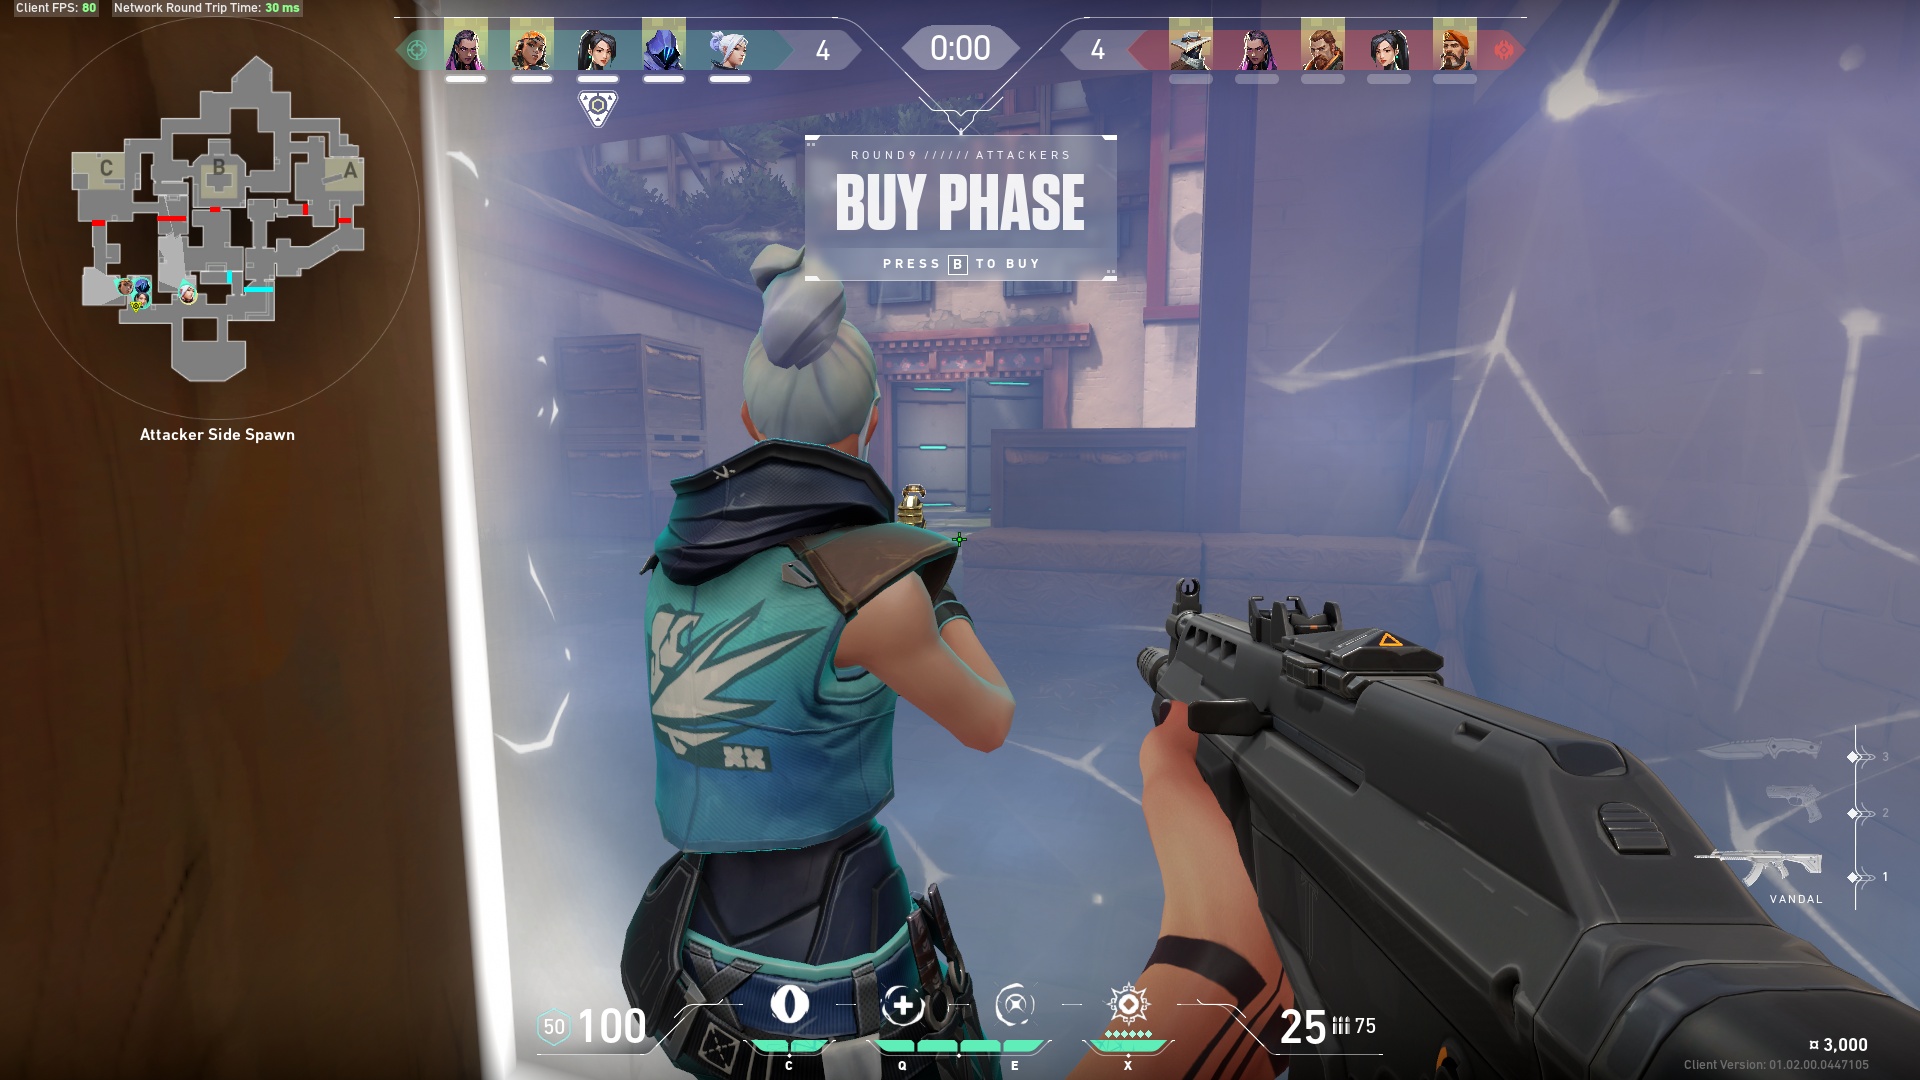 Client FPS: 80 Network Round Trip Time: 30 ms
4 0:00 4
ROUND 9 ////// ATTACKERS
BUY PHASE
PRESS B TO BUY
C B A
Attacker Side Spawn
3
2
1
VANDAL
50 100
25 75
C Q E X
¤ 3,000
Client Version: 01.02.00.0447105